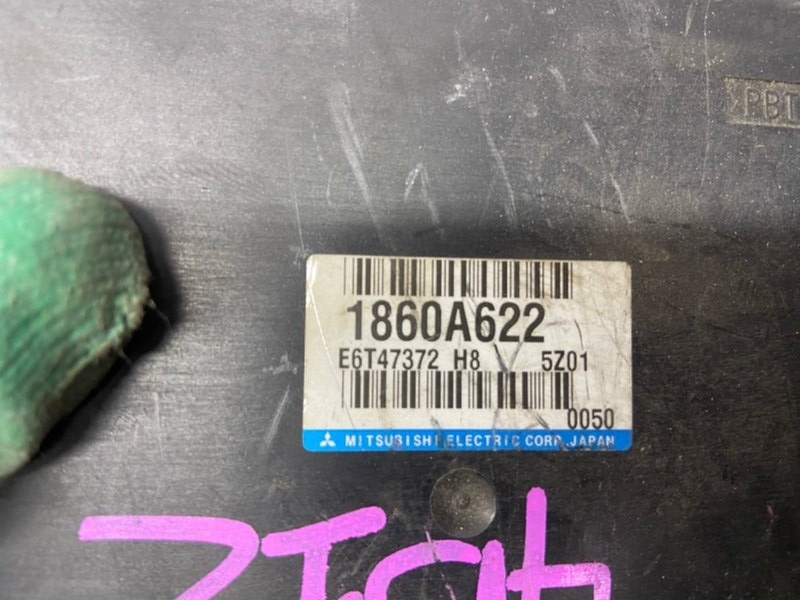 PBT
1860A622
E6T47372 H8 5Z01
0050
MITSUBISHI ELECTRIC CORP. JAPAN